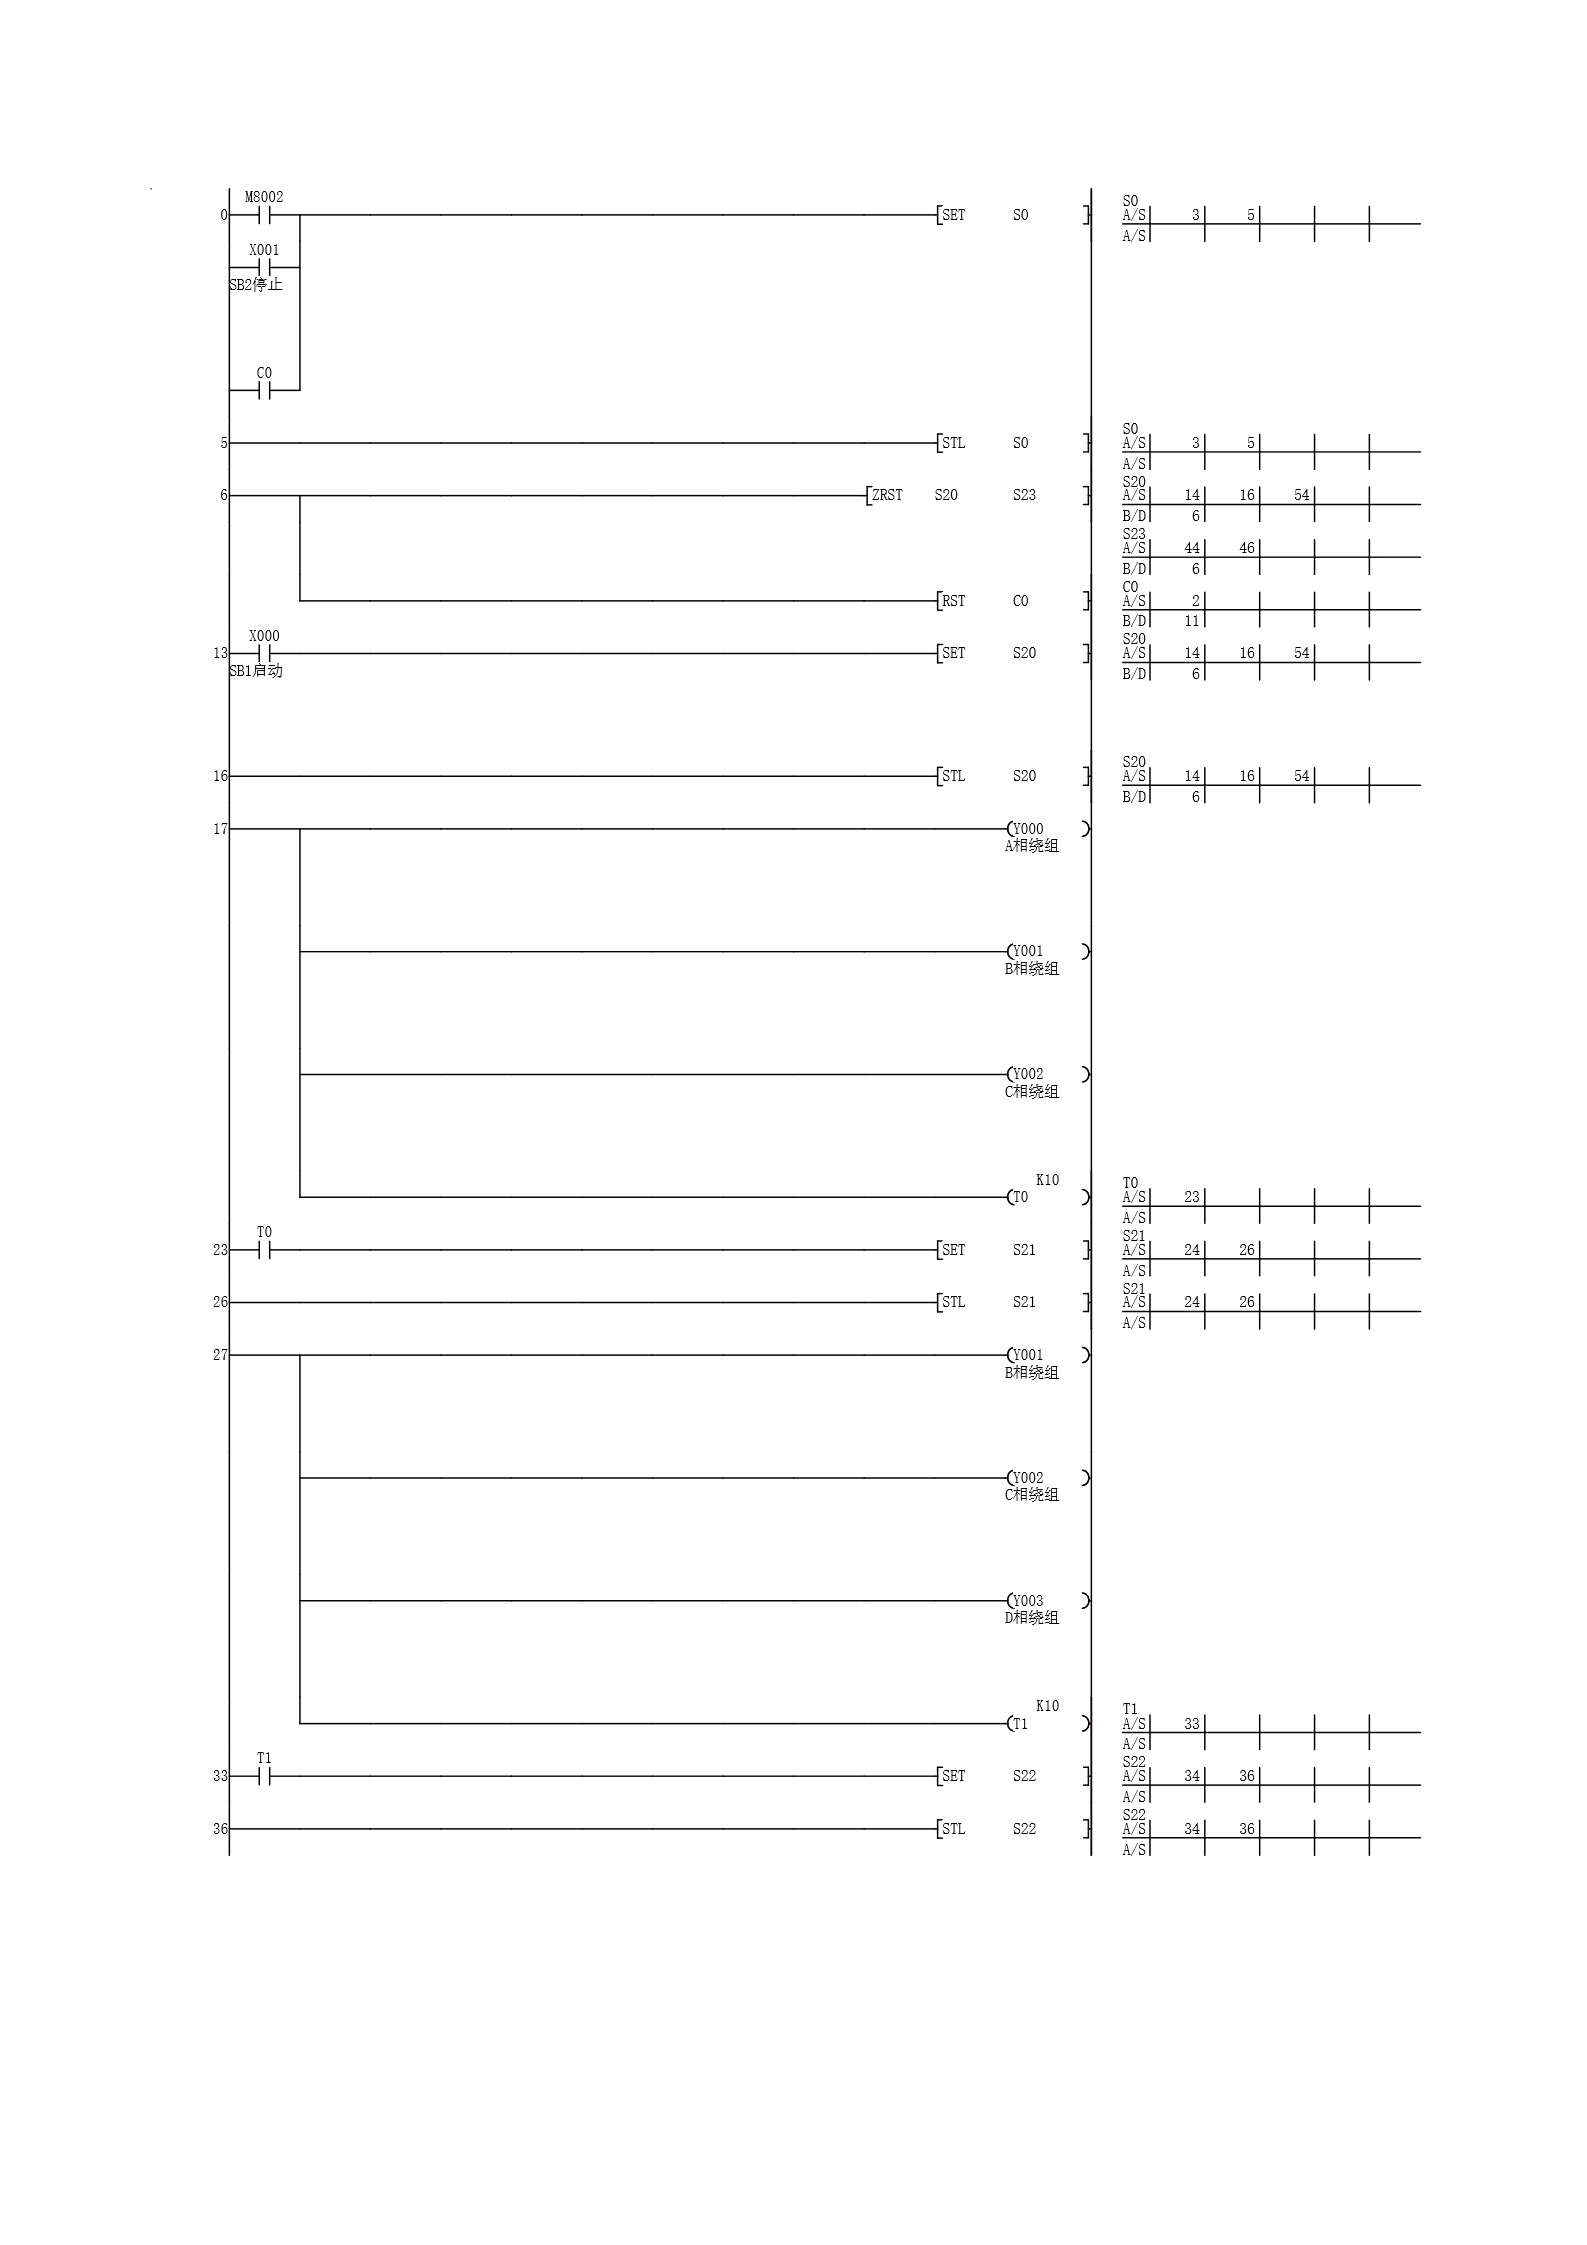 M8002
0 SET S0
S0
A/S 3 5
A/S
X001
SB2停止
C0
5 STL S0
S0
A/S 3 5
A/S
6 ZRST S20 S23
S20
A/S 14 16 54
B/D 6
S23
A/S 44 46
B/D 6
RST C0
C0
A/S 2
B/D 11
X000
13 SET S20
SB1启动
S20
A/S 14 16 54
B/D 6
16 STL S20
S20
A/S 14 16 54
B/D 6
17 Y000
A相绕组
Y001
B相绕组
Y002
C相绕组
K10
T0
T0
A/S 23
A/S
T0
23 SET S21
S21
A/S 24 26
A/S
26 STL S21
S21
A/S 24 26
A/S
27 Y001
B相绕组
Y002
C相绕组
Y003
D相绕组
K10
T1
T1
A/S 33
A/S
T1
33 SET S22
S22
A/S 34 36
A/S
36 STL S22
S22
A/S 34 36
A/S